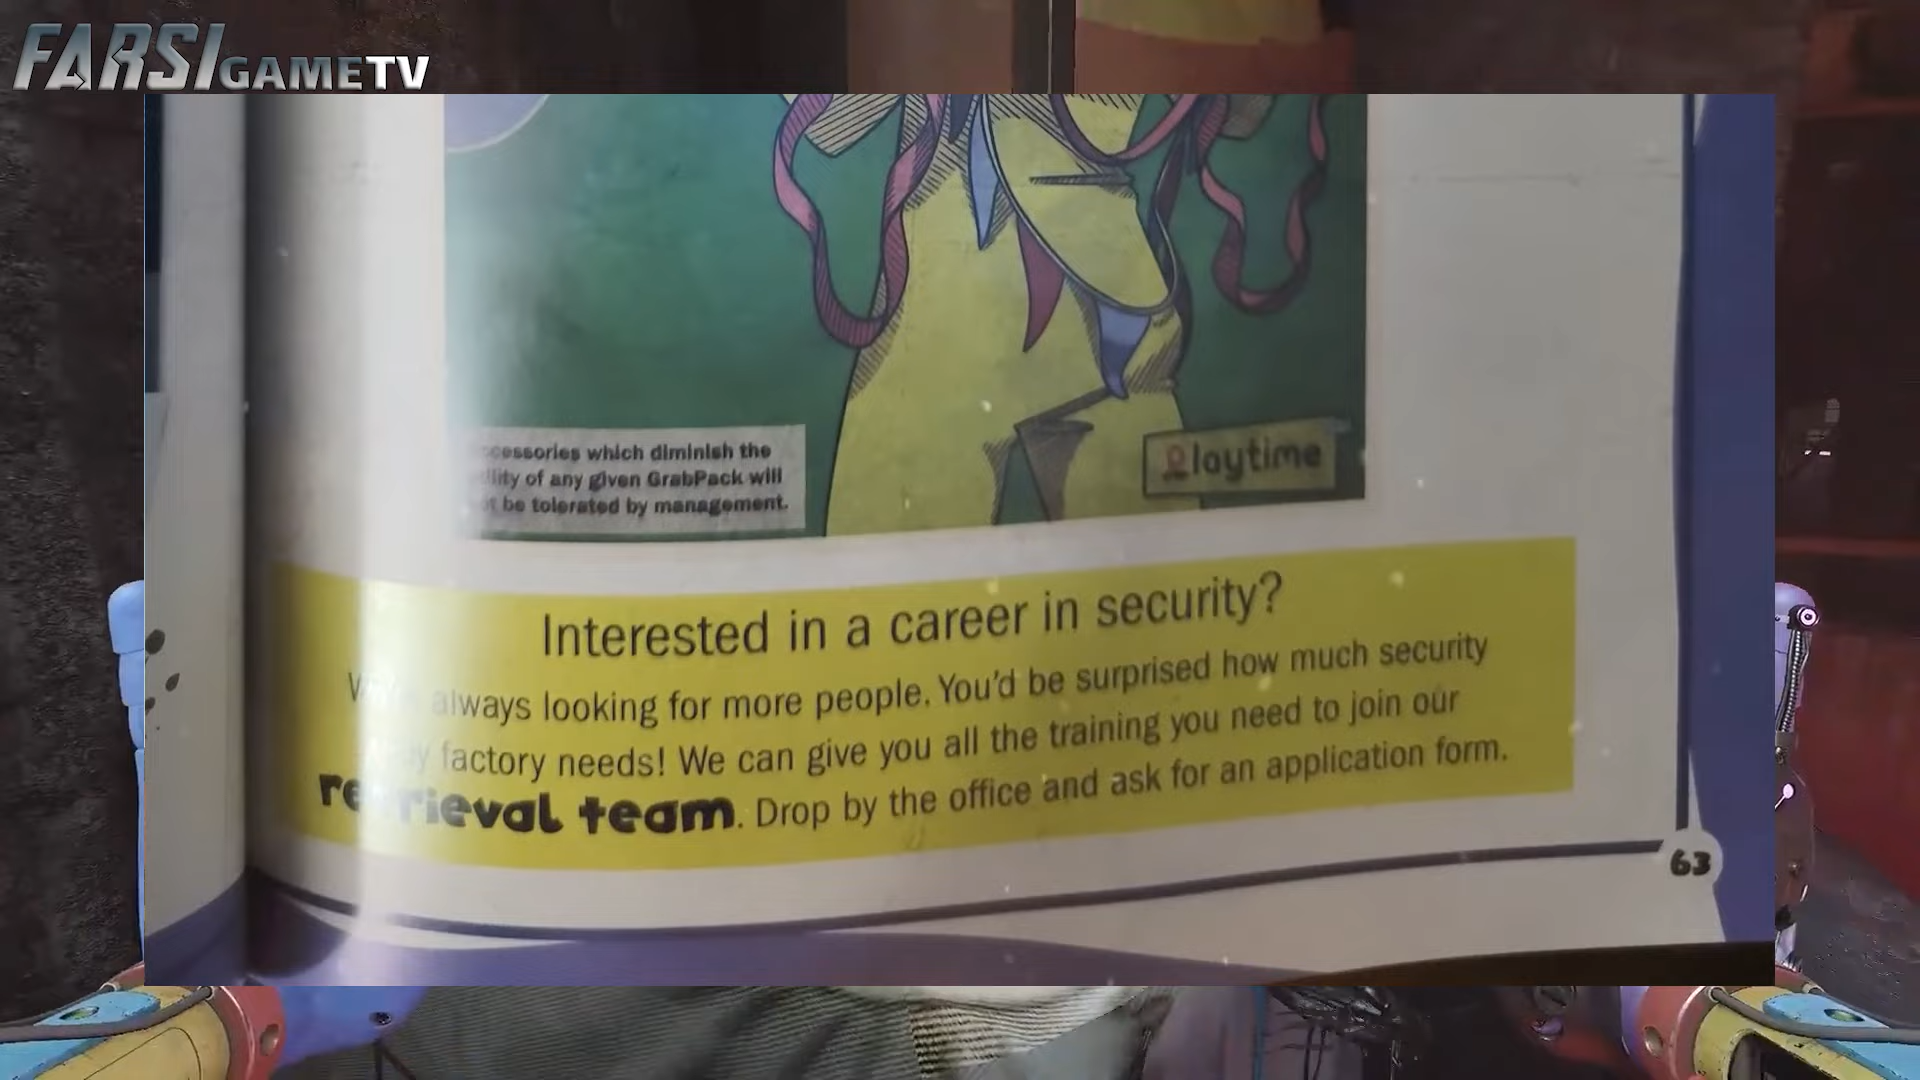 FARSI GAMETV
which diminish the
of any given GrabPack will
be tolerated by management.
Playtime
Interested in a career in security?
always looking for more people. You'd be surprised how much security
factory needs! We can give you all the training you need to join our
retrieval team. Drop by the office and ask for an application form.
63